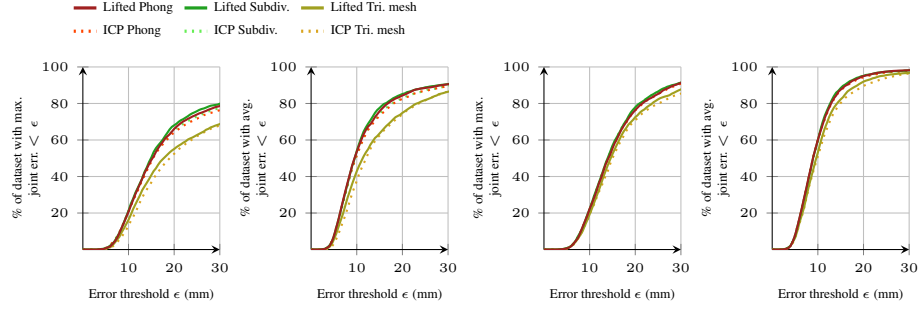 Lifted Phong Lifted Subdiv. Lifted Tri. mesh
ICP Phong ICP Subdiv. ICP Tri. mesh
% of dataset with max.
joint err. < ϵ
100
80
60
40
20
10 20 30
Error threshold ϵ (mm)
% of dataset with avg.
joint err. < ϵ
100
80
60
40
20
10 20 30
Error threshold ϵ (mm)
% of dataset with max.
joint err. < ϵ
100
80
60
40
20
10 20 30
Error threshold ϵ (mm)
% of dataset with avg.
joint err. < ϵ
100
80
60
40
20
10 20 30
Error threshold ϵ (mm)